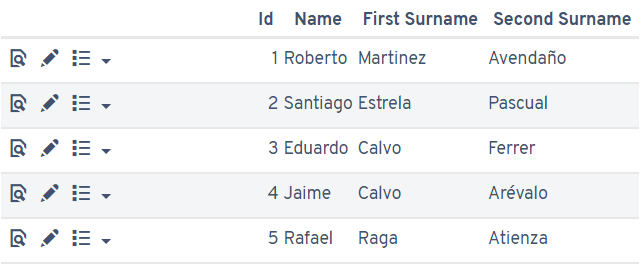 Id Name First Surname Second Surname
1 Roberto Martinez Avendaño
2 Santiago Estrela Pascual
3 Eduardo Calvo Ferrer
4 Jaime Calvo Arévalo
5 Rafael Raga Atienza